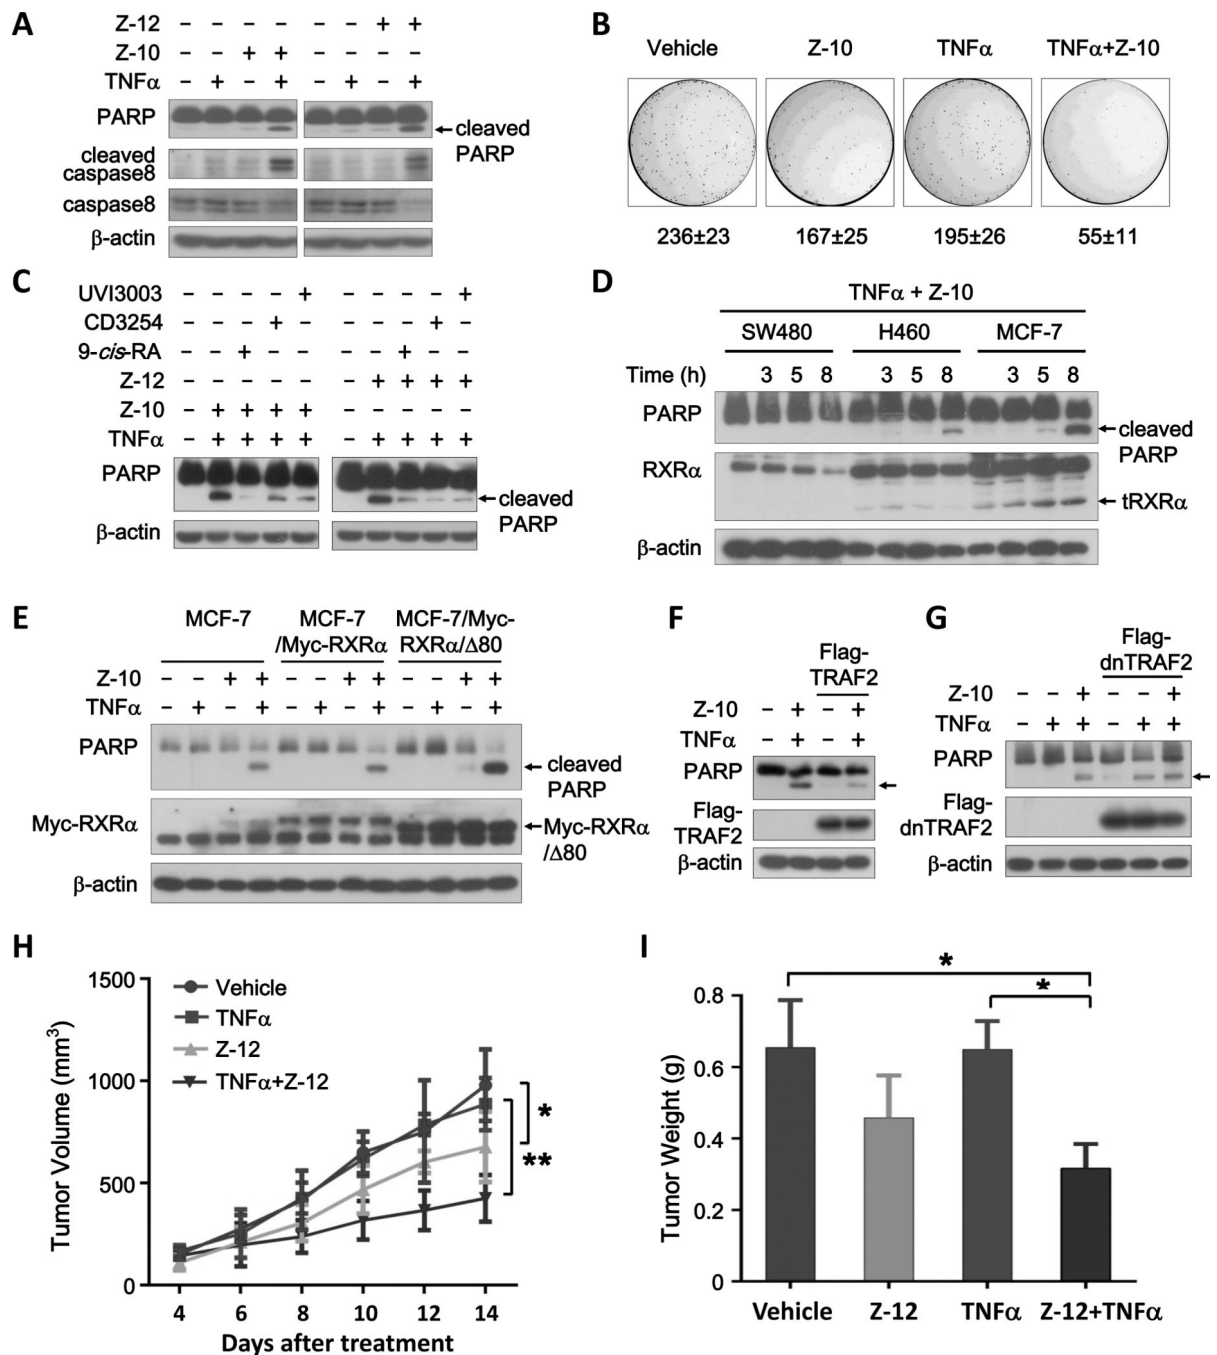 A
Z-12 – – – – – – + +
Z-10 – – + +
TNFα – + – + – + – +
PARP
cleaved PARP
cleaved caspase8
caspase8
β-actin
B
Vehicle Z-10 TNFα TNFα+Z-10
236±23 167±25 195±26 55±11
C
UVI3003 – – – – + – – – – +
CD3254 – – – + – – – – + –
9-cis-RA – – + – – – – + – –
Z-12 – – – – – – + + + +
Z-10 – + + + + – – – – –
TNFα – + + + + – + + + +
PARP
cleaved PARP
β-actin
D
TNFα + Z-10
SW480 H460 MCF-7
Time (h) 3 5 8 3 5 8 3 5 8
PARP
cleaved PARP
RXRα
tRXRα
β-actin
E
MCF-7 MCF-7 /Myc-RXRα MCF-7/Myc-RXRα/Δ80
Z-10 – – + + – – + + – – + +
TNFα – + – + – + – + – + – +
PARP
cleaved PARP
Myc-RXRα
Myc-RXRα /Δ80
β-actin
F
Flag-TRAF2
Z-10 – + – +
TNFα – + – +
PARP
Flag-TRAF2
β-actin
G
Flag-dnTRAF2
Z-10 – – + – – +
TNFα – + + – + +
PARP
Flag-dnTRAF2
β-actin
H
Vehicle
TNFα
Z-12
TNFα+Z-12
Tumor Volume (mm³)
1500
1000
500
0
*
**
4 6 8 10 12 14
Days after treatment
I
* *
Tumor Weight (g)
0.8
0.6
0.4
0.2
0
Vehicle Z-12 TNFα Z-12+TNFα